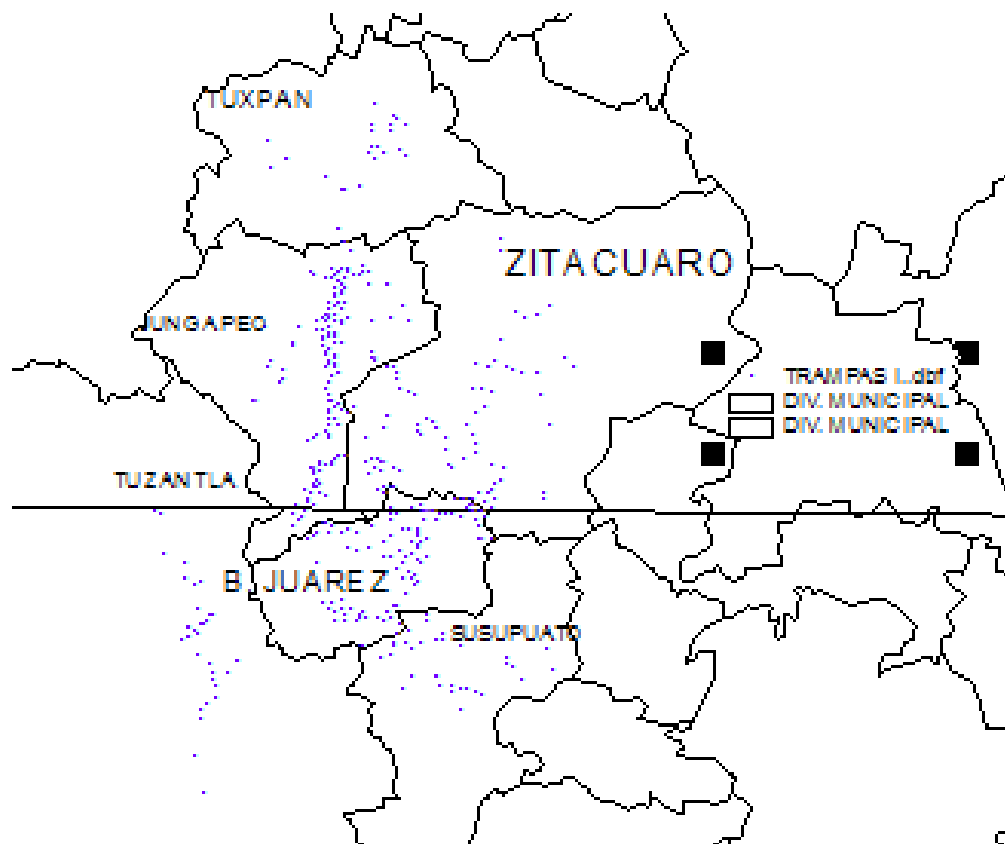 TUXPAN
ZITACUARO
JUNGAPEO
TRAMPAS I..dbf
DIV. MUNICIPAL
DIV. MUNICIPAL
TUZANTLA
B. JUAREZ
SUSUPUATO